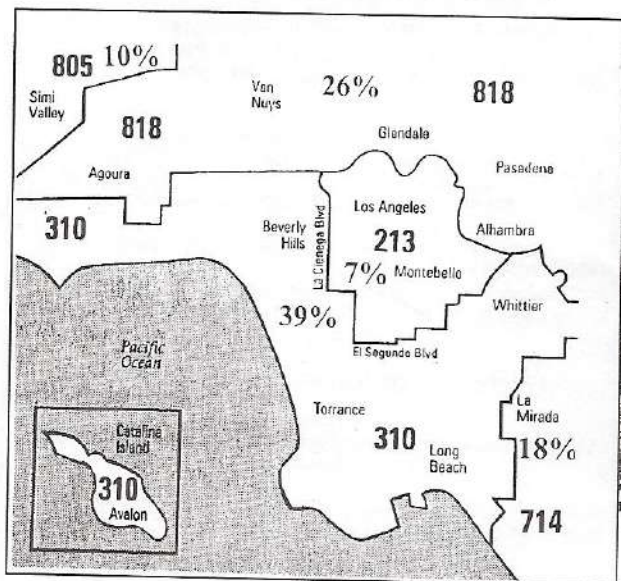 805 10%
Simi
Valley
818
Van
Nuys
26%
818
Glendale
Agoura
Pasadena
310
Beverly
Hills
La Cienega Blvd
Los Angeles
213
7%
Montebello
Alhambra
39%
Whittier
El Segundo Blvd
Pacific
Ocean
Torrance
310
Long
Beach
La
Mirada
18%
714
Catalina
Island
310
Avalon